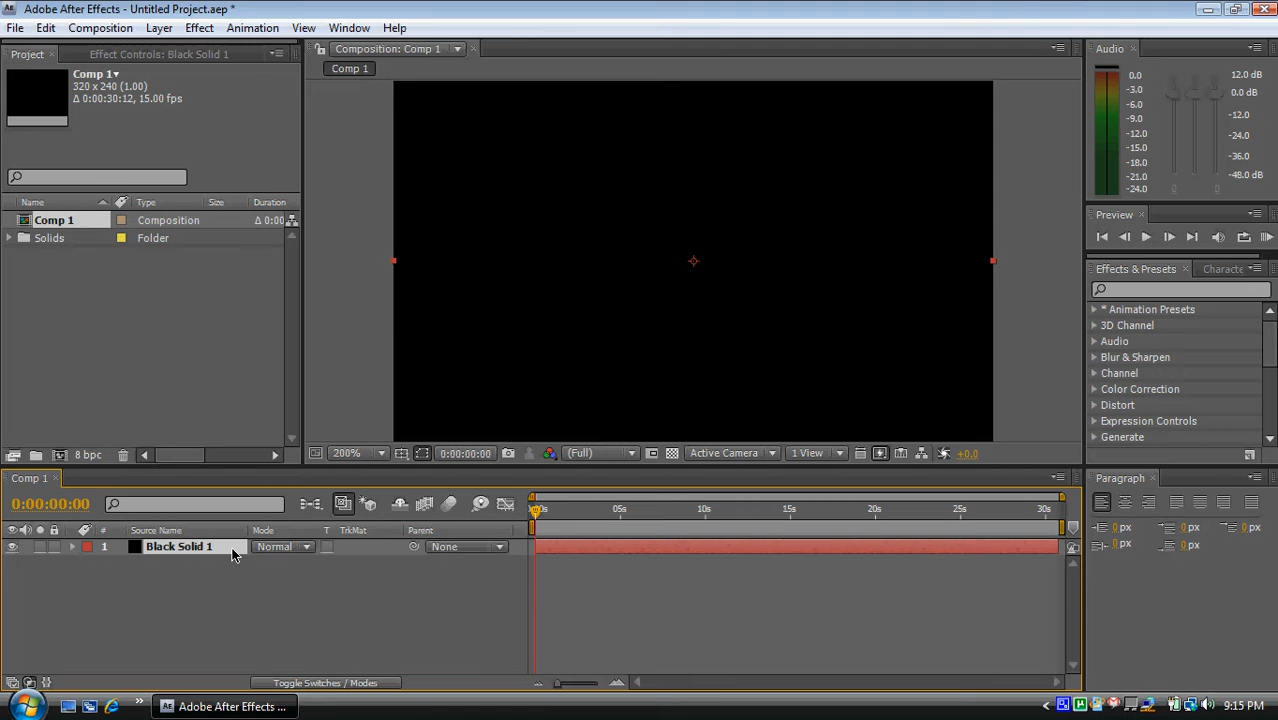 Adobe After Effects - Untitled Project.aep *
File Edit Composition Layer Effect Animation View Window Help
Project Effect Controls: Black Solid 1
Comp 1
320 x 240 (1.00)
Δ 0:00:30:12, 15.00 fps
Name Type Size Duration
Comp 1 Composition Δ 0:00
Solids Folder
8 bpc
Composition: Comp 1
Comp 1
200% 0:00:00:00 (Full) Active Camera 1 View +0.0
Audio
0.0
-3.0
-6.0
-9.0
-12.0
-15.0
-18.0
-21.0
-24.0
12.0 dB
0.0 dB
-12.0
-24.0
-36.0
-48.0 dB
0 0
Preview
Effects & Presets Characte
* Animation Presets
3D Channel
Audio
Blur & Sharpen
Channel
Color Correction
Distort
Expression Controls
Generate
Comp 1
0:00:00:00
# Source Name Mode T TrkMat Parent
1 Black Solid 1 Normal None
05s 10s 15s 20s 25s 30s
Toggle Switches / Modes
Paragraph
0 px 0 px 0 px
0 px 0 px
Adobe After Effects ...
9:15 PM